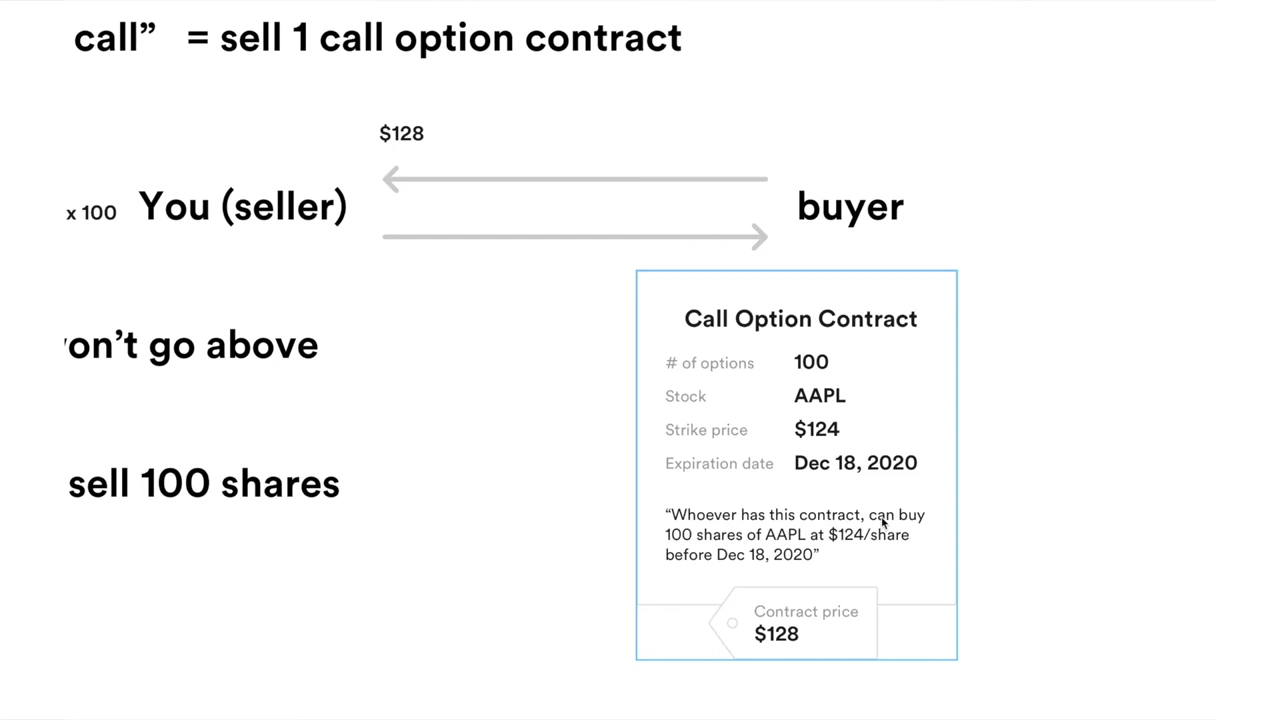 call” = sell 1 call option contract
$128
x 100 You (seller) buyer
on’t go above
sell 100 shares
Call Option Contract
# of options 100
Stock AAPL
Strike price $124
Expiration date Dec 18, 2020
“Whoever has this contract, can buy
100 shares of AAPL at $124/share
before Dec 18, 2020”
Contract price
$128